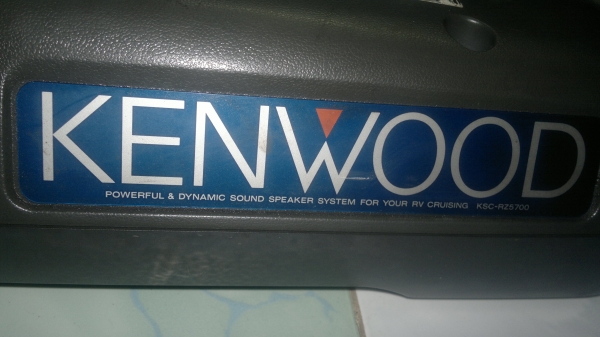 KENWOOD
POWERFUL & DYNAMIC SOUND SPEAKER SYSTEM FOR YOUR RV CRUISING KSC-RZ5700